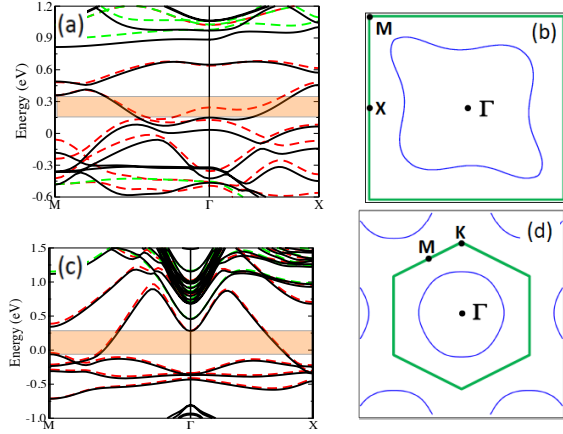 (a)
1.2
0.9
0.6
0.3
0
-0.3
-0.6
Energy (eV)
M Γ X
(b)
M
X
Γ
(c)
1.5
1.0
0.5
0.0
-0.5
-1.0
Energy (eV)
M Γ X
(d)
K
M
Γ